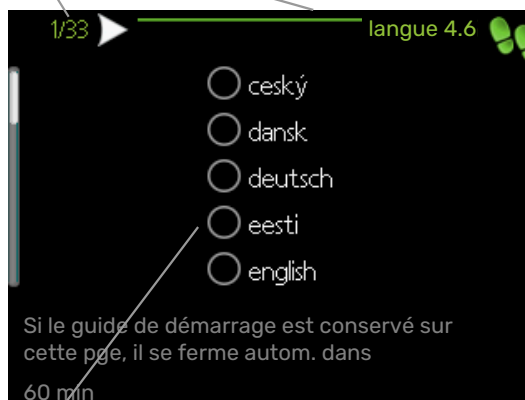 1/33
langue 4.6
ceský
dansk
deutsch
eesti
english
Si le guide de démarrage est conservé sur
cette pge, il se ferme autom. dans
60 min